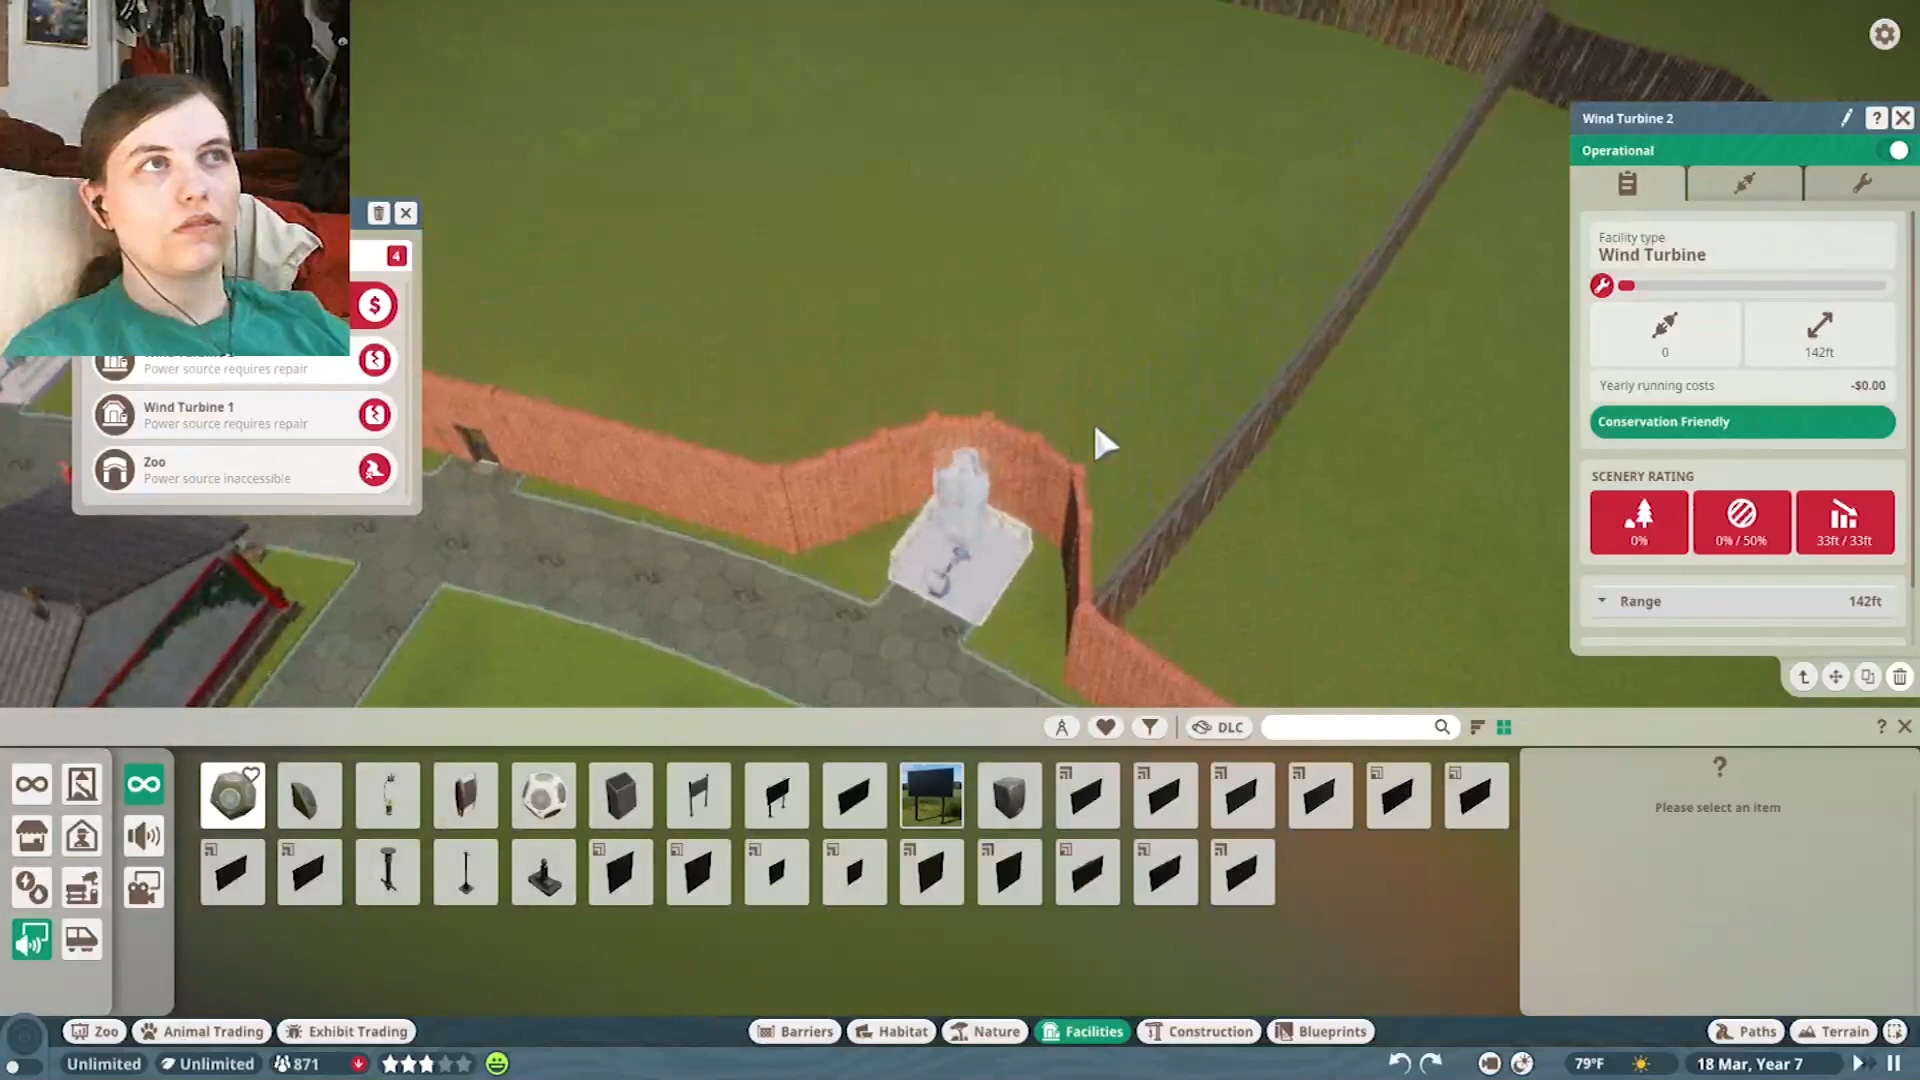 Wind Turbine 2
Operational
Facility type
Wind Turbine
0
142ft
Yearly running costs
-$0.00
Conservation Friendly
SCENERY RATING
0%
0% / 50%
33ft / 33ft
Range
142ft
4
$
Power source requires repair
Wind Turbine 1
Power source requires repair
Zoo
Power source inaccessible
DLC
?
Please select an item
Zoo
Animal Trading
Exhibit Trading
Barriers
Habitat
Nature
Facilities
Construction
Blueprints
Paths
Terrain
Unlimited
Unlimited
871
79°F
18 Mar, Year 7